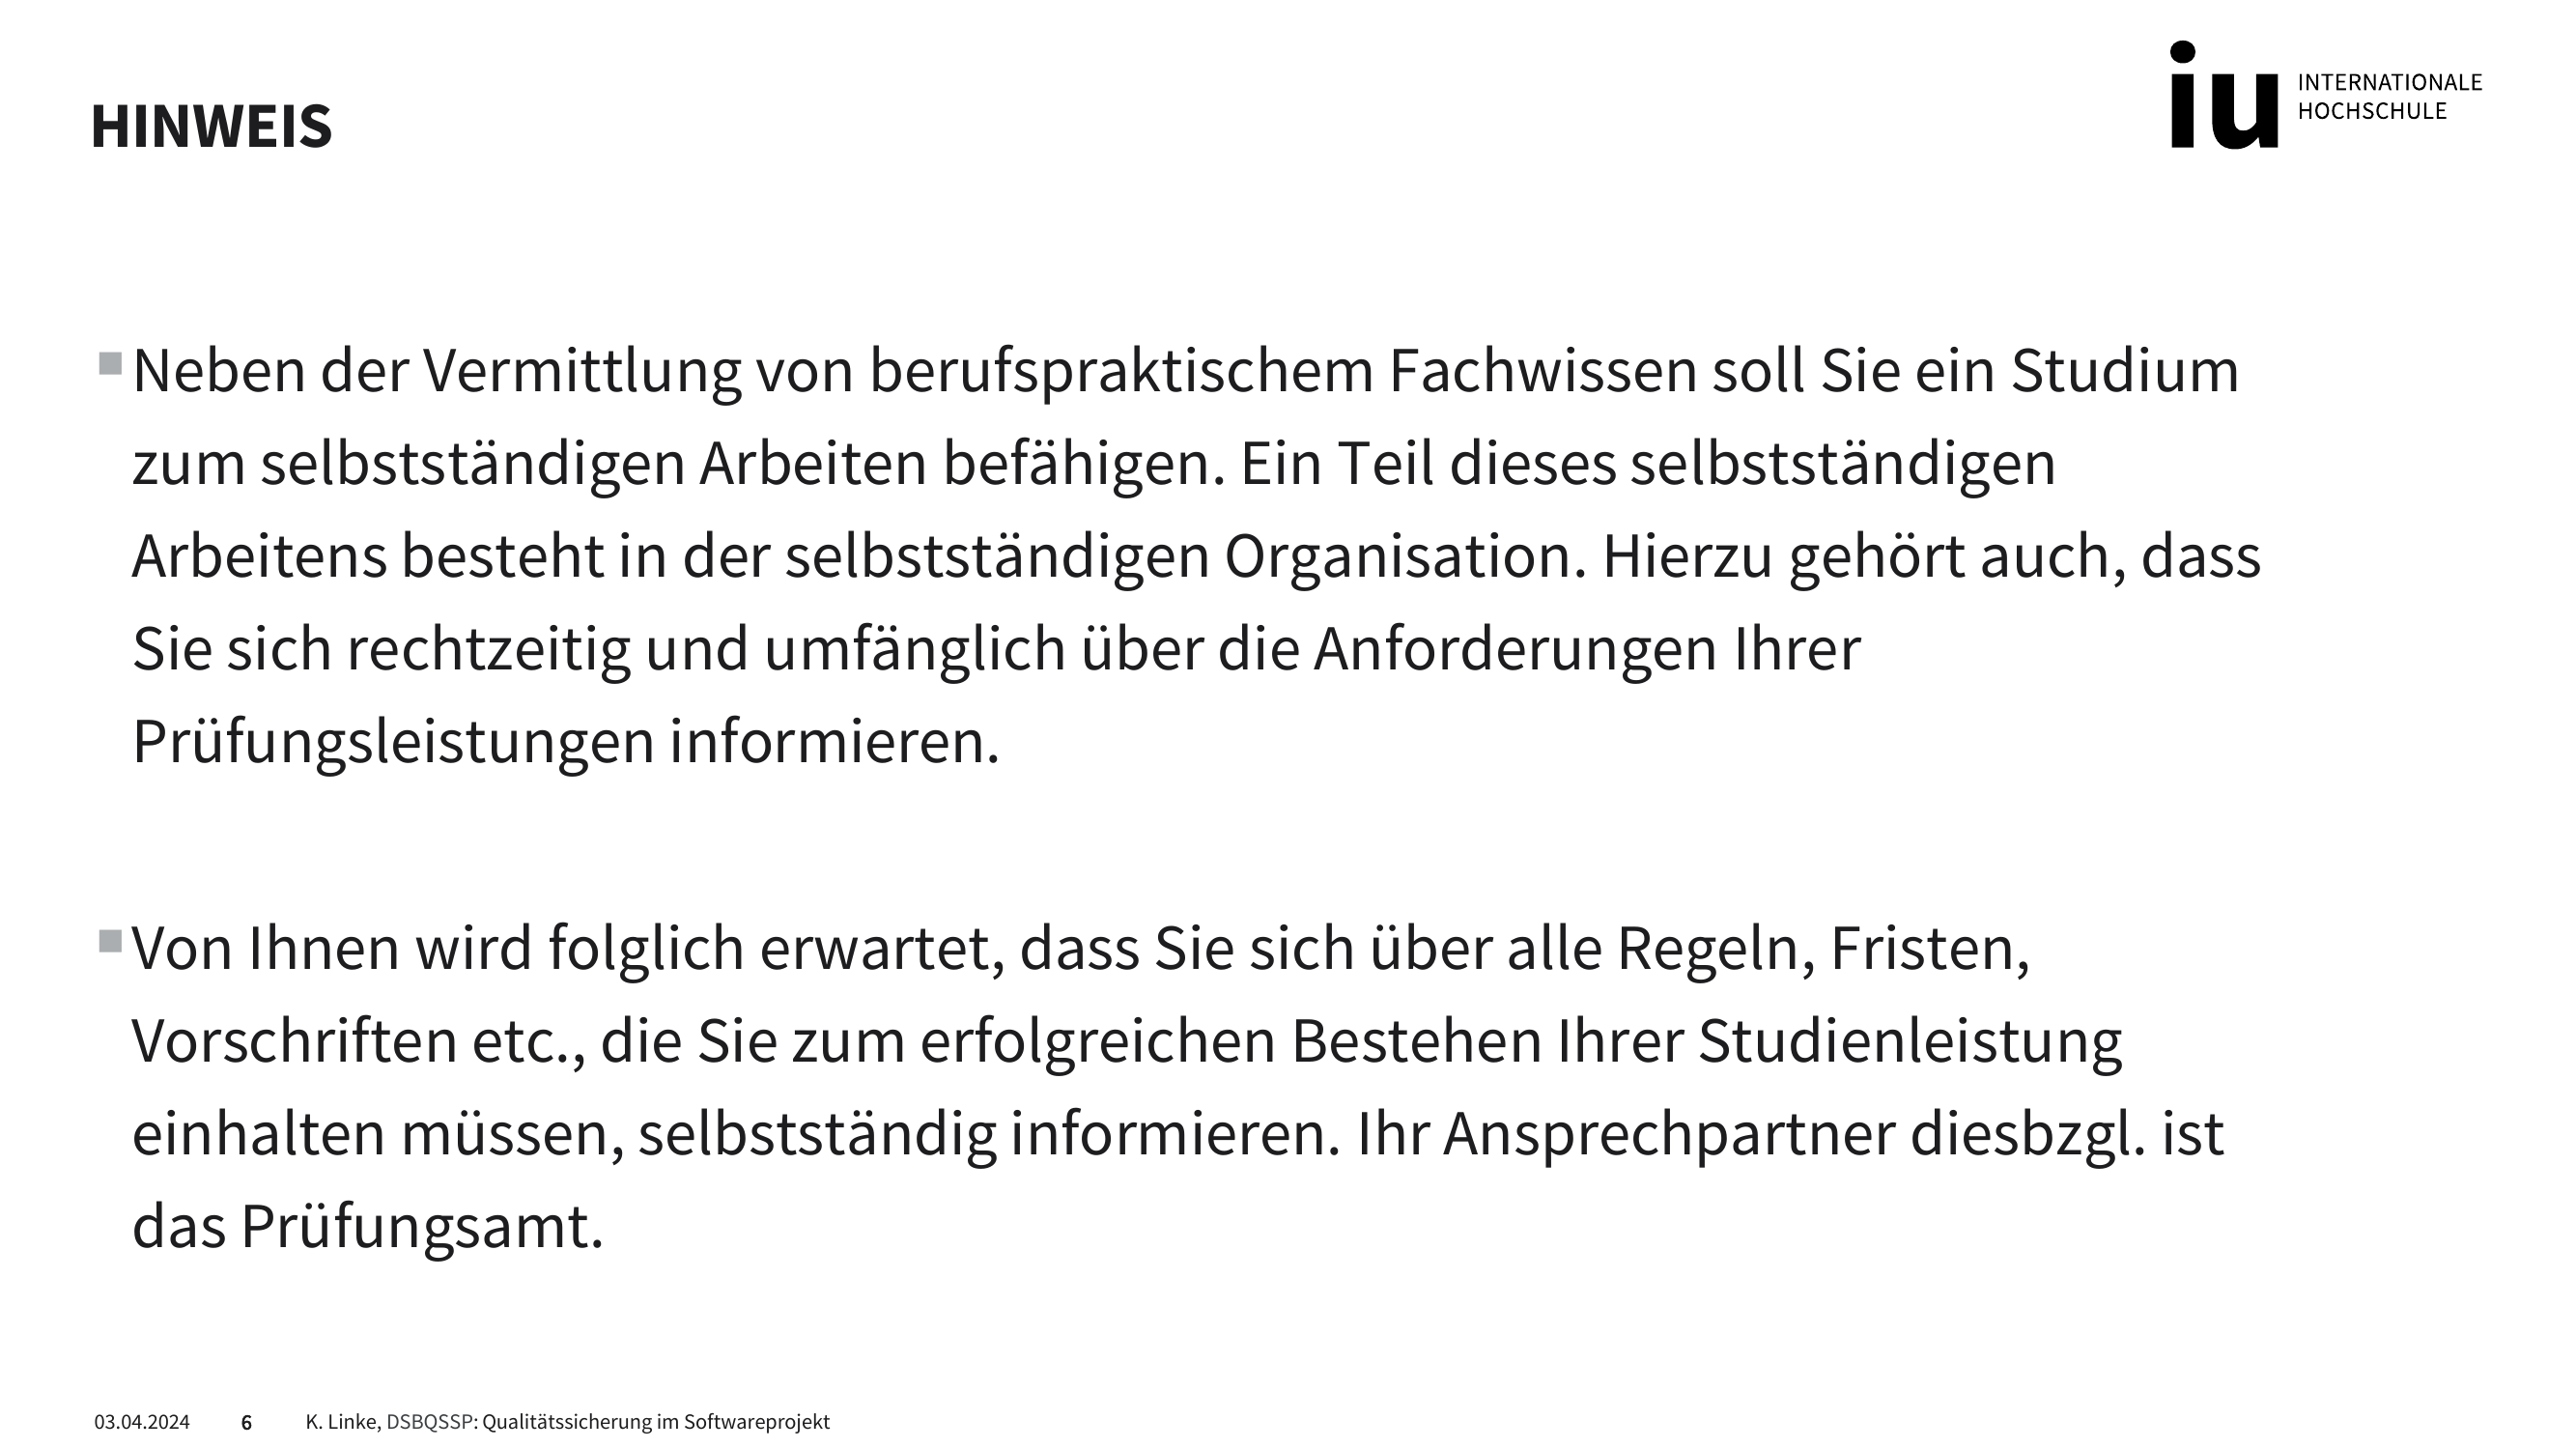 HINWEIS
iu INTERNATIONALE
HOCHSCHULE
Neben der Vermittlung von berufspraktischem Fachwissen soll Sie ein Studium
zum selbstständigen Arbeiten befähigen. Ein Teil dieses selbstständigen
Arbeitens besteht in der selbstständigen Organisation. Hierzu gehört auch, dass
Sie sich rechtzeitig und umfänglich über die Anforderungen Ihrer
Prüfungsleistungen informieren.
Von Ihnen wird folglich erwartet, dass Sie sich über alle Regeln, Fristen,
Vorschriften etc., die Sie zum erfolgreichen Bestehen Ihrer Studienleistung
einhalten müssen, selbstständig informieren. Ihr Ansprechpartner diesbzgl. ist
das Prüfungsamt.
03.04.2024 6 K. Linke, DSBQSSP: Qualitätssicherung im Softwareprojekt